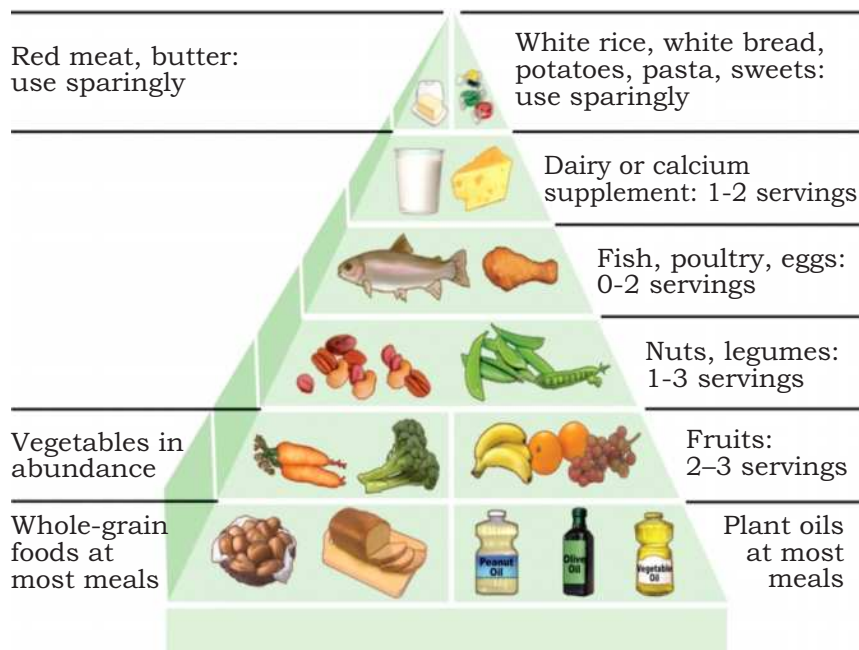 Red meat, butter:
use sparingly
White rice, white bread,
potatoes, pasta, sweets:
use sparingly
Dairy or calcium
supplement: 1-2 servings
Fish, poultry, eggs:
0-2 servings
Nuts, legumes:
1-3 servings
Vegetables in
abundance
Fruits:
2–3 servings
Whole-grain
foods at
most meals
Plant oils
at most
meals
Peanut
Oil
Olive
Oil
Vegetable
Oil